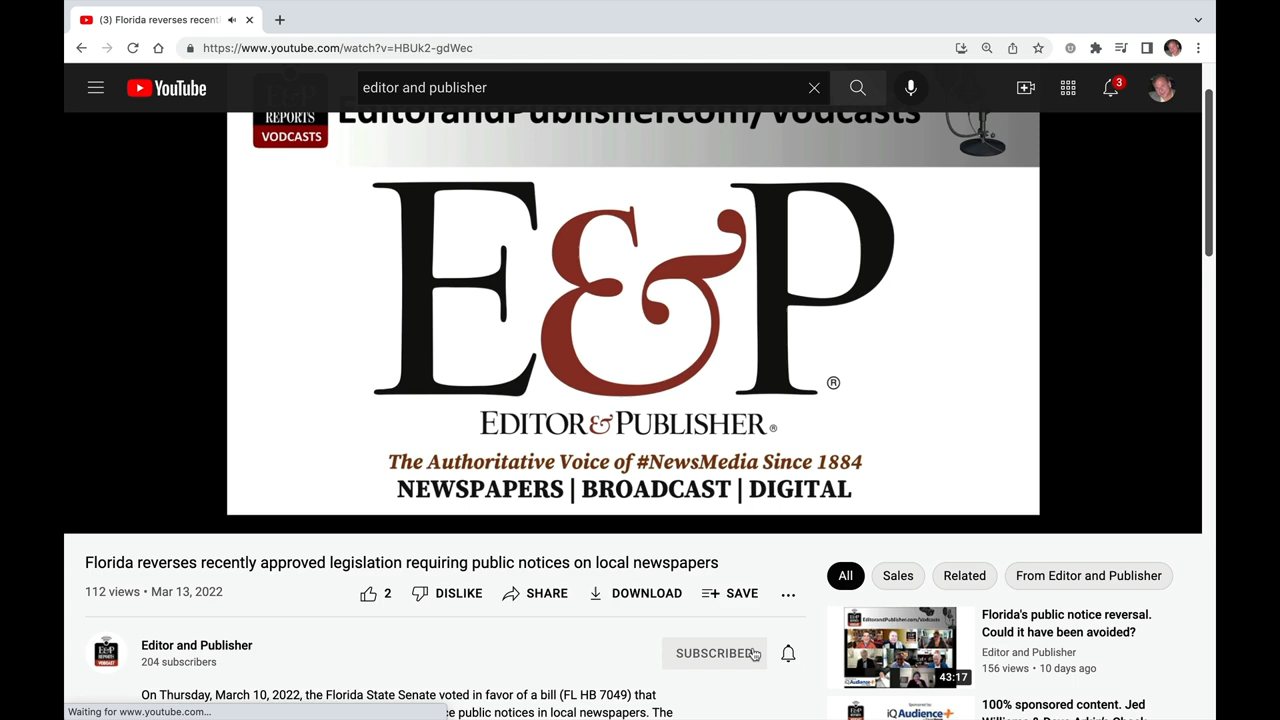 (3) Florida reverses recent
https://www.youtube.com/watch?v=HBUk2-gdWec
YouTube
editor and publisher
3
E&P
REPORTS
VODCASTS
EditorandPublisher.com/Vodcasts
E&P
®
EDITOR&PUBLISHER®
The Authoritative Voice of #NewsMedia Since 1884
NEWSPAPERS | BROADCAST | DIGITAL
Florida reverses recently approved legislation requiring public notices on local newspapers
112 views • Mar 13, 2022
2 DISLIKE SHARE DOWNLOAD SAVE
Editor and Publisher
204 subscribers
SUBSCRIBED
On Thursday, March 10, 2022, the Florida State Senate voted in favor of a bill (FL HB 7049) that
ce public notices in local newspapers. The
Waiting for www.youtube.com...
All Sales Related From Editor and Publisher
43:17
Florida's public notice reversal.
Could it have been avoided?
Editor and Publisher
156 views • 10 days ago
iQ Audience+
100% sponsored content. Jed